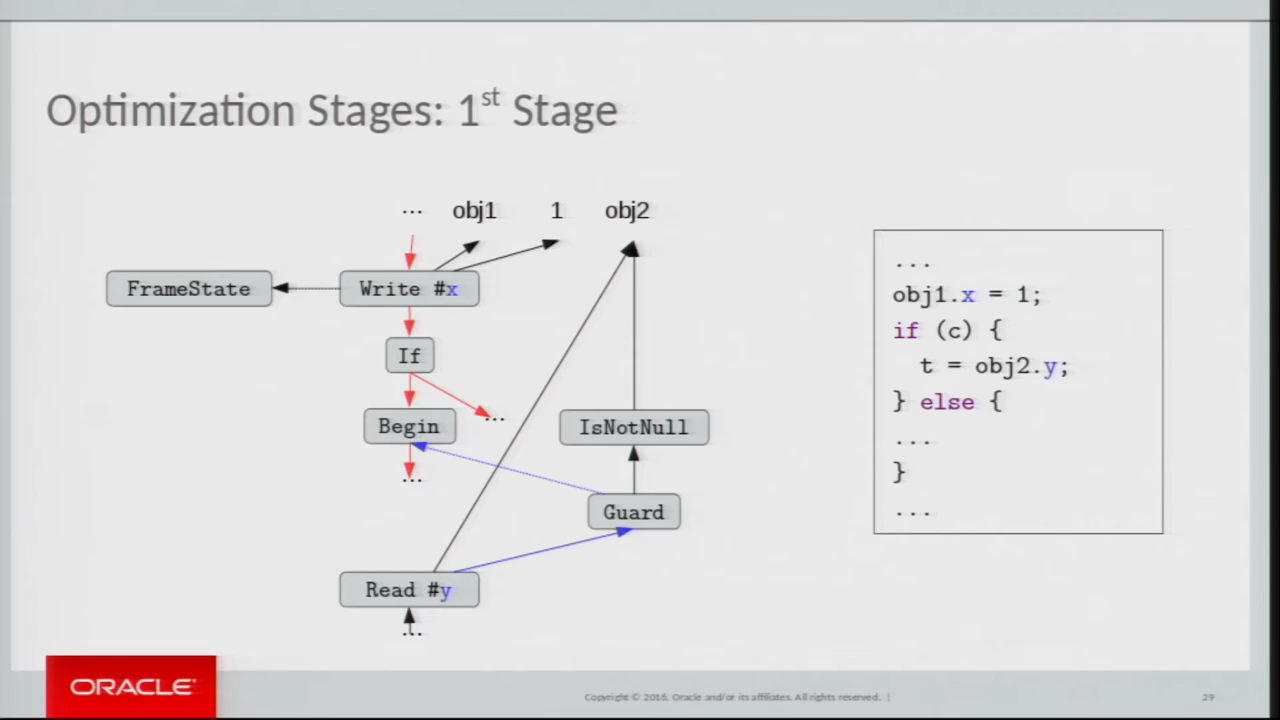 Optimization Stages: 1st Stage
... obj1 1 obj2
FrameState Write #x
If
...
Begin IsNotNull
...
Guard
Read #y
...
...
obj1.x = 1;
if (c) {
t = obj2.y;
} else {
...
}
...
ORACLE
Copyright © 2016, Oracle and/or its affiliates. All rights reserved. |
29